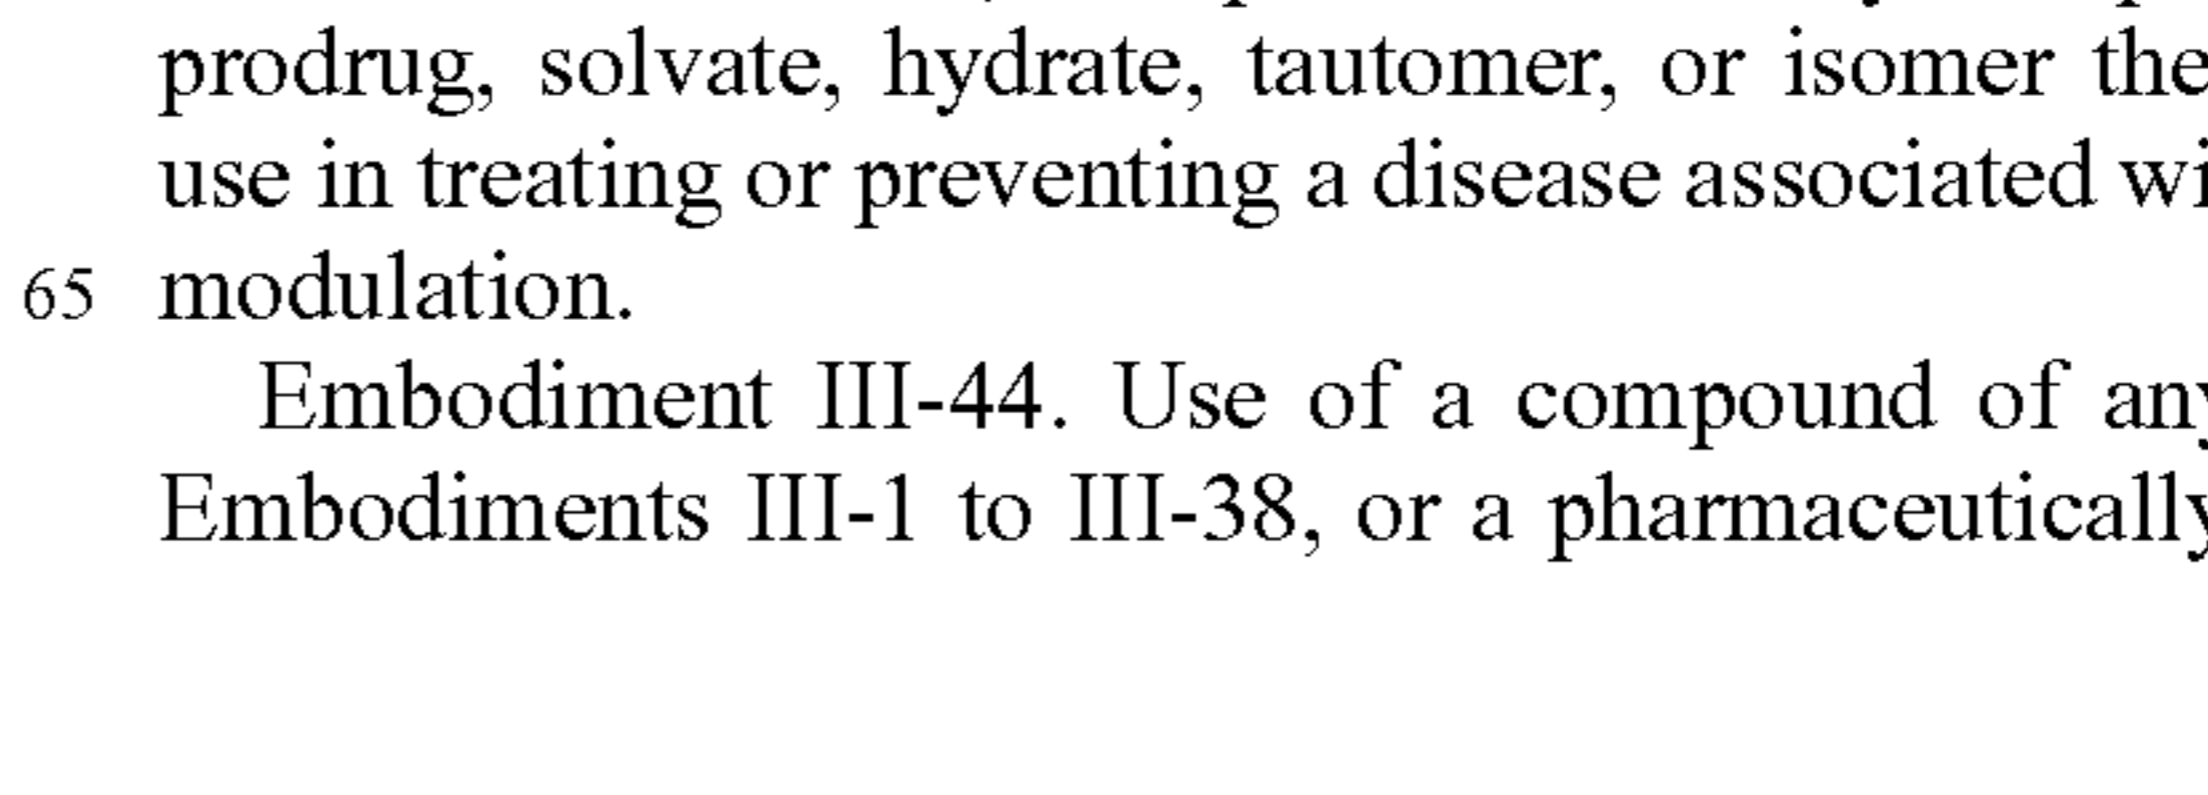 prodrug, solvate, hydrate, tautomer, or isomer the
use in treating or preventing a disease associated wi
65 modulation.
Embodiment III-44. Use of a compound of any
Embodiments III-1 to III-38, or a pharmaceutically